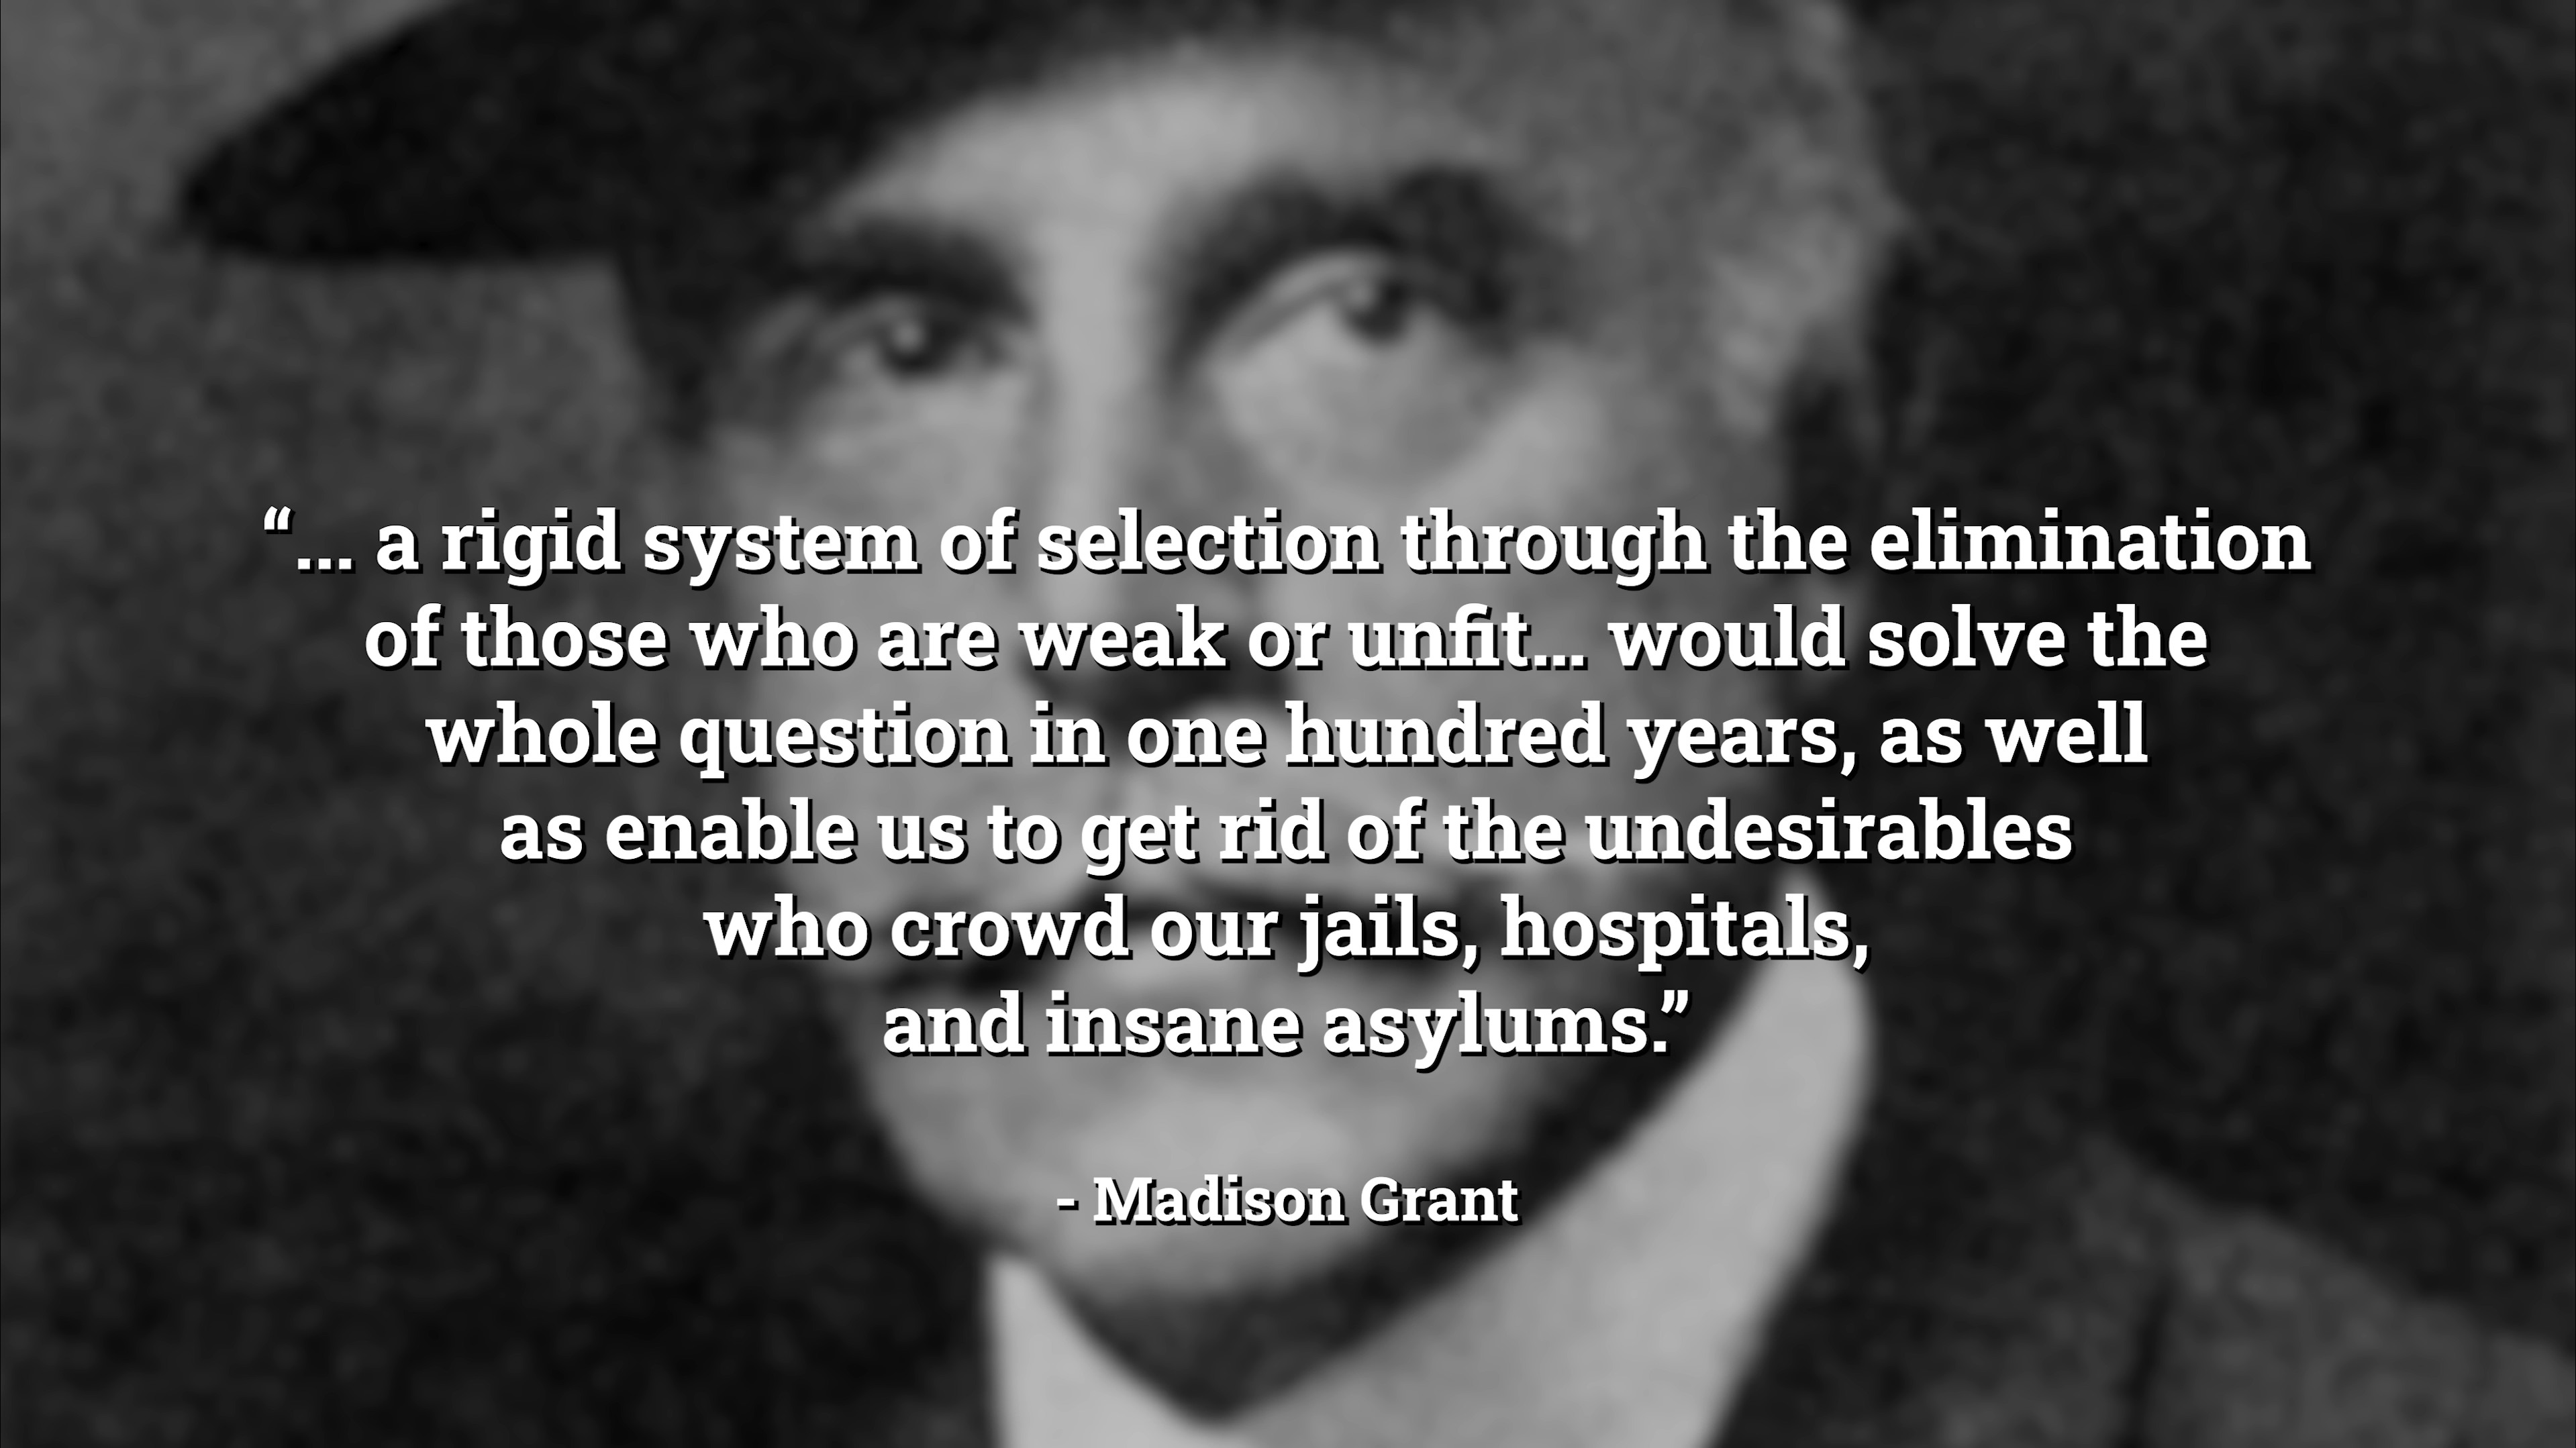 “... a rigid system of selection through the elimination
of those who are weak or unfit... would solve the
whole question in one hundred years, as well
as enable us to get rid of the undesirables
who crowd our jails, hospitals,
and insane asylums.”
- Madison Grant